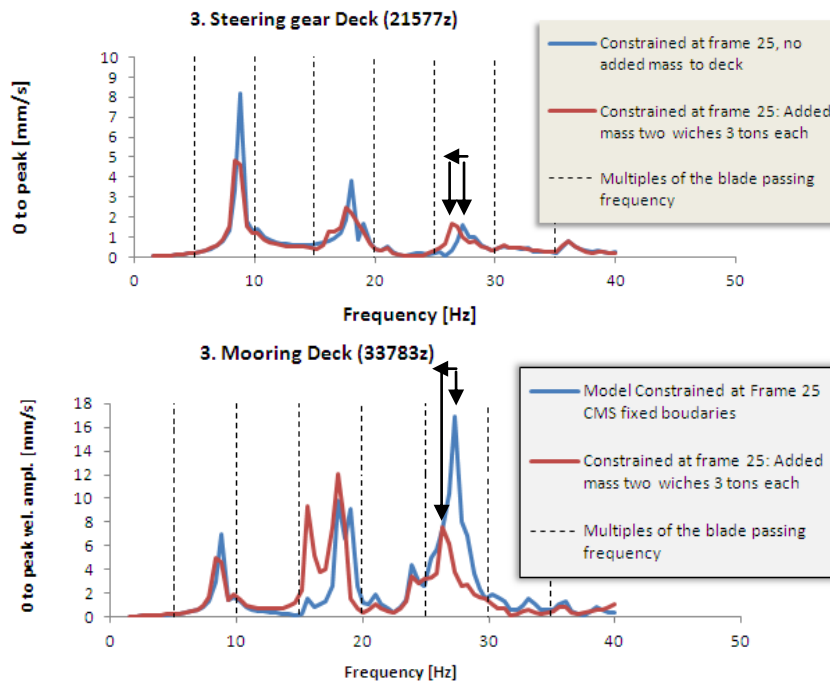 3. Steering gear Deck (21577z)
0 to peak [mm/s]
10
9
8
7
6
5
4
3
2
1
0
0 10 20 30 40 50
Frequency [Hz]
Constrained at frame 25, no
added mass to deck
Constrained at frame 25: Added
mass two wiches 3 tons each
Multiples of the blade passing
frequency
3. Mooring Deck (33783z)
0 to peak vel. ampl. [mm/s]
18
16
14
12
10
8
6
4
2
0
0 10 20 30 40 50
Frequency [Hz]
Model Constrained at Frame 25
CMS fixed boudaries
Constrained at frame 25: Added
mass two wiches 3 tons each
Multiples of the blade passing
frequency